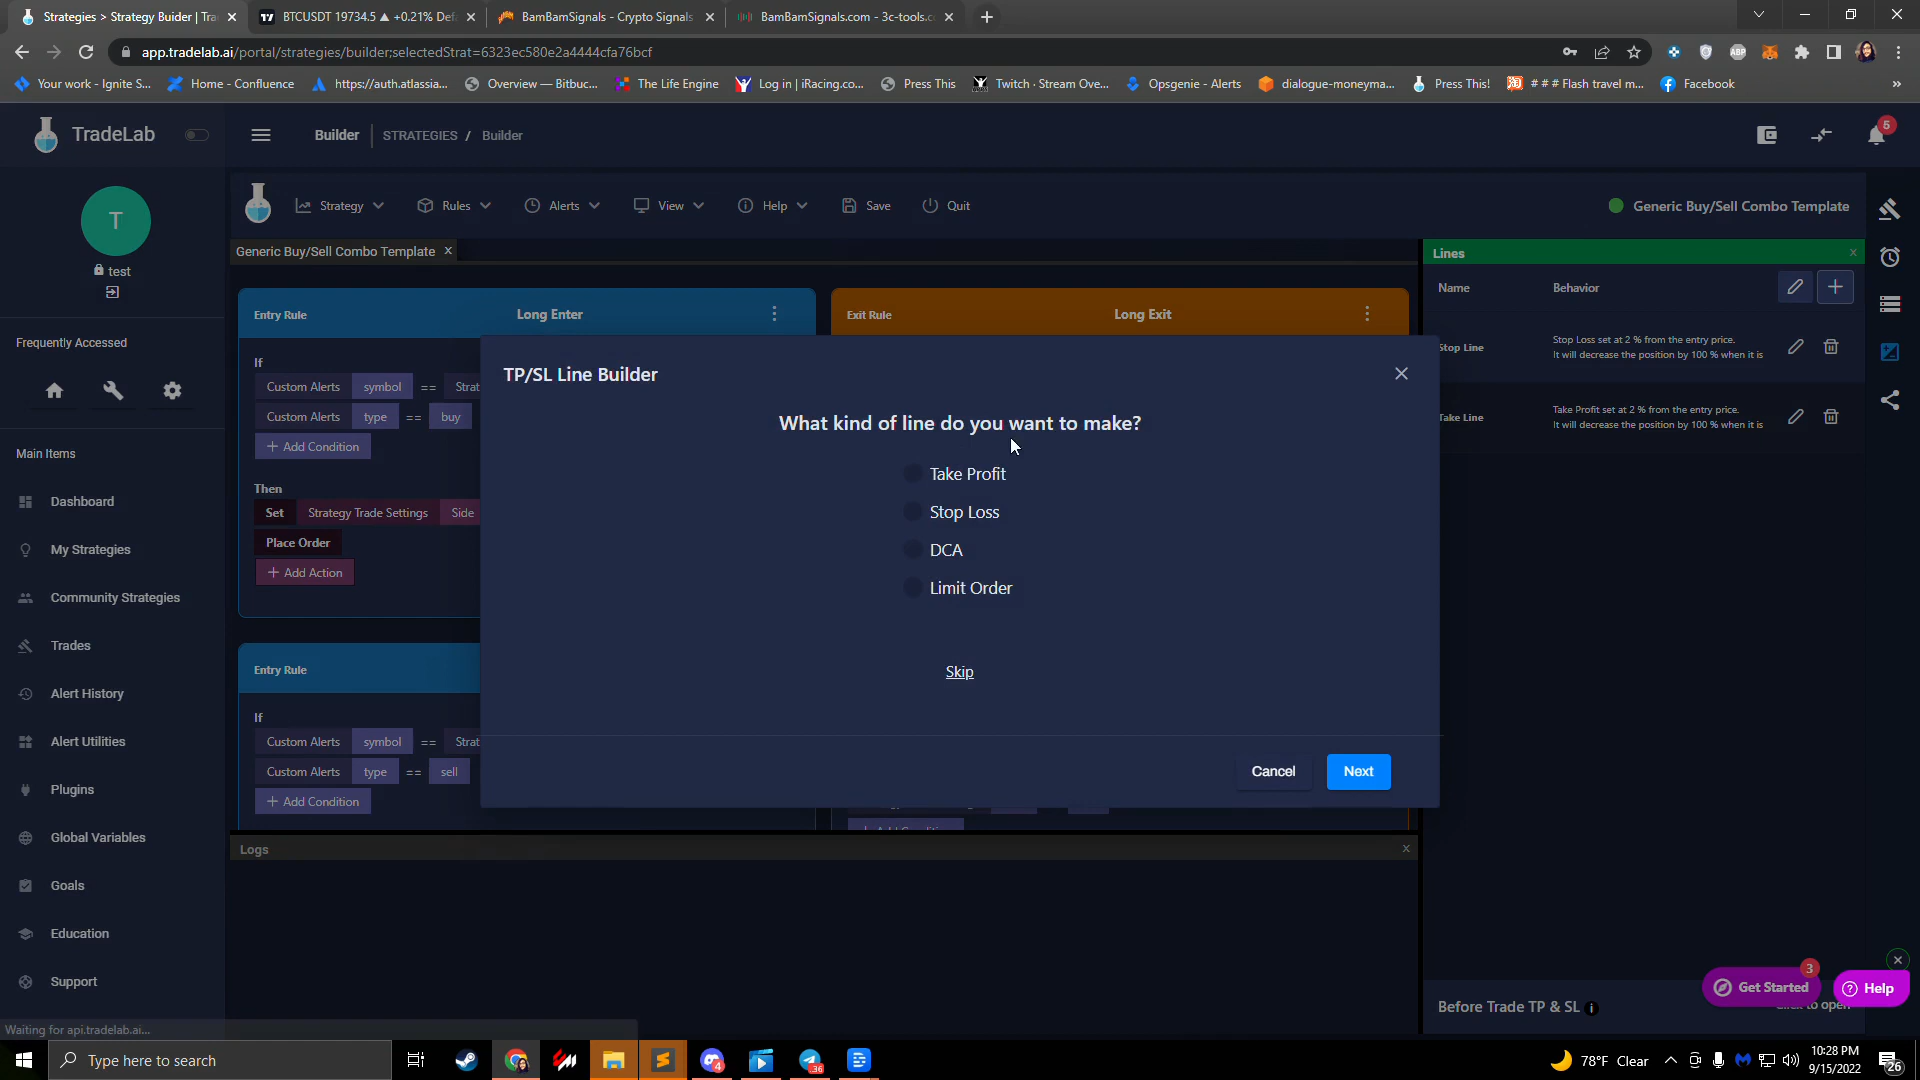 Strategies > Strategy Buider | Tra
BTCUSDT 19734.5 ▲ +0.21% Def
BamBamSignals - Crypto Signals
BamBamSignals.com - 3c-tools.c
app.tradelab.ai/portal/strategies/builder;selectedStrat=6323ec580e2a4444cfa76bcf
Your work - Ignite S...
Home - Confluence
https://auth.atlassia...
Overview — Bitbuc...
The Life Engine
Log in | iRacing.co...
Press This
Twitch - Stream Ove...
Opsgenie - Alerts
dialogue-moneyma...
Press This!
# # # Flash travel m...
Facebook
»
TradeLab
Builder
STRATEGIES / Builder
5
T
test
Frequently Accessed
Main Items
Dashboard
My Strategies
Community Strategies
Trades
Alert History
Alert Utilities
Plugins
Global Variables
Goals
Education
Support
Waiting for api.tradelab.ai...
Strategy
Rules
Alerts
View
Help
Save
Quit
Generic Buy/Sell Combo Template
Generic Buy/Sell Combo Template x
Entry Rule Long Enter
If
Custom Alerts symbol == Strat
Custom Alerts type == buy
+ Add Condition
Then
Set Strategy Trade Settings Side
Place Order
+ Add Action
Exit Rule Long Exit
Entry Rule
If
Custom Alerts symbol == Strat
Custom Alerts type == sell
+ Add Condition
TP/SL Line Builder
What kind of line do you want to make?
Take Profit
Stop Loss
DCA
Limit Order
Skip
Cancel
Next
Logs x
Lines x
Name Behavior
Stop Line
Stop Loss set at 2 % from the entry price.
It will decrease the position by 100 % when it is
Take Line
Take Profit set at 2 % from the entry price.
It will decrease the position by 100 % when it is
Before Trade TP & SL
Click to open
3
Get Started
Help
Type here to search
4
36
78°F Clear
10:28 PM
9/15/2022
26